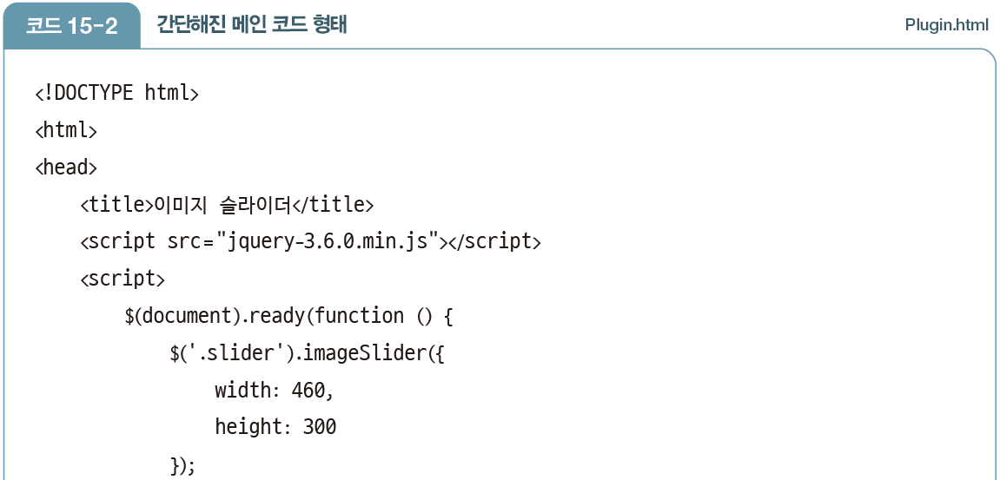 코드 15-2 간단해진 메인 코드 형태 Plugin.html
<!DOCTYPE html>
<html>
<head>
    <title>이미지 슬라이더</title>
    <script src="jquery-3.6.0.min.js"></script>
    <script>
        $(document).ready(function () {
            $('.slider').imageSlider({
                width: 460,
                height: 300
            });